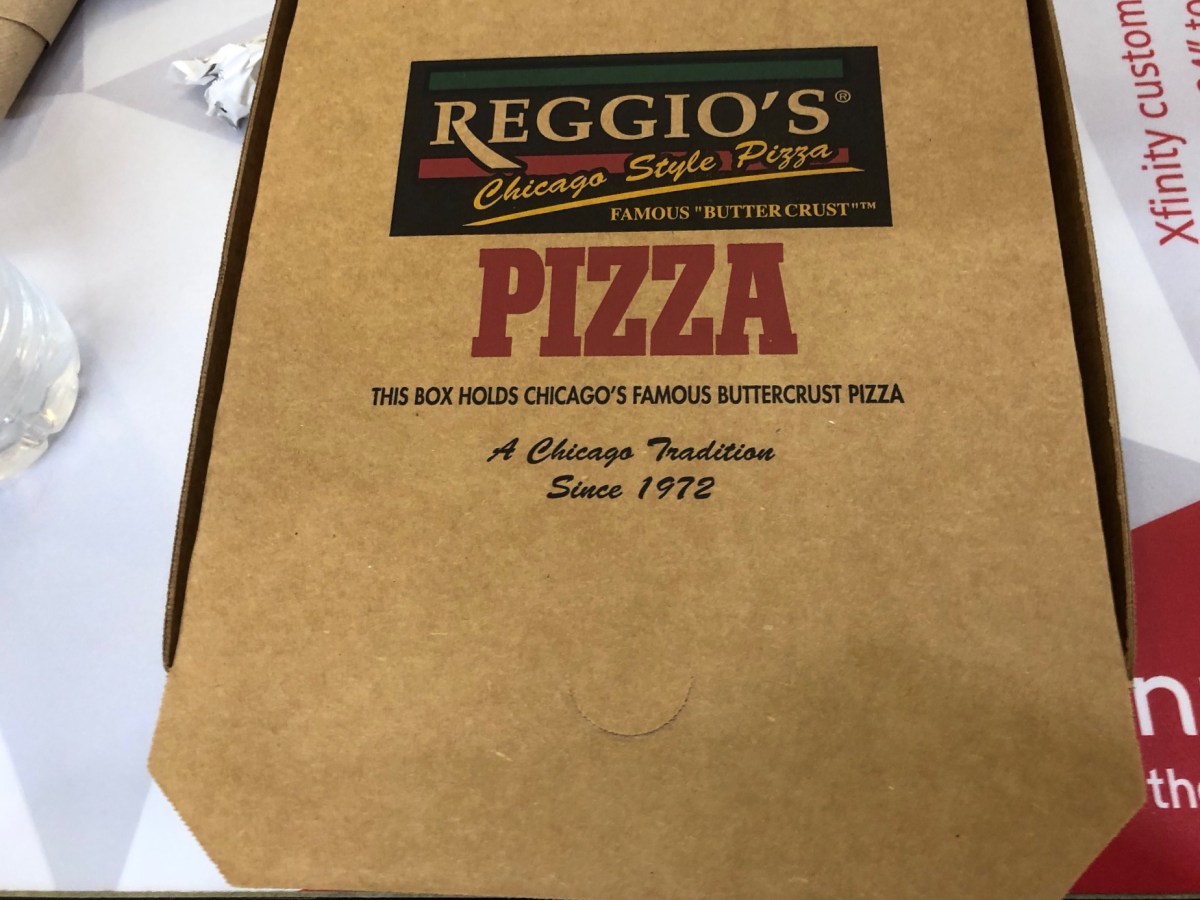 REGGIO'S®
Chicago Style Pizza
FAMOUS "BUTTER CRUST"™
PIZZA
THIS BOX HOLDS CHICAGO'S FAMOUS BUTTERCRUST PIZZA
A Chicago Tradition
Since 1972
Xfinity custom